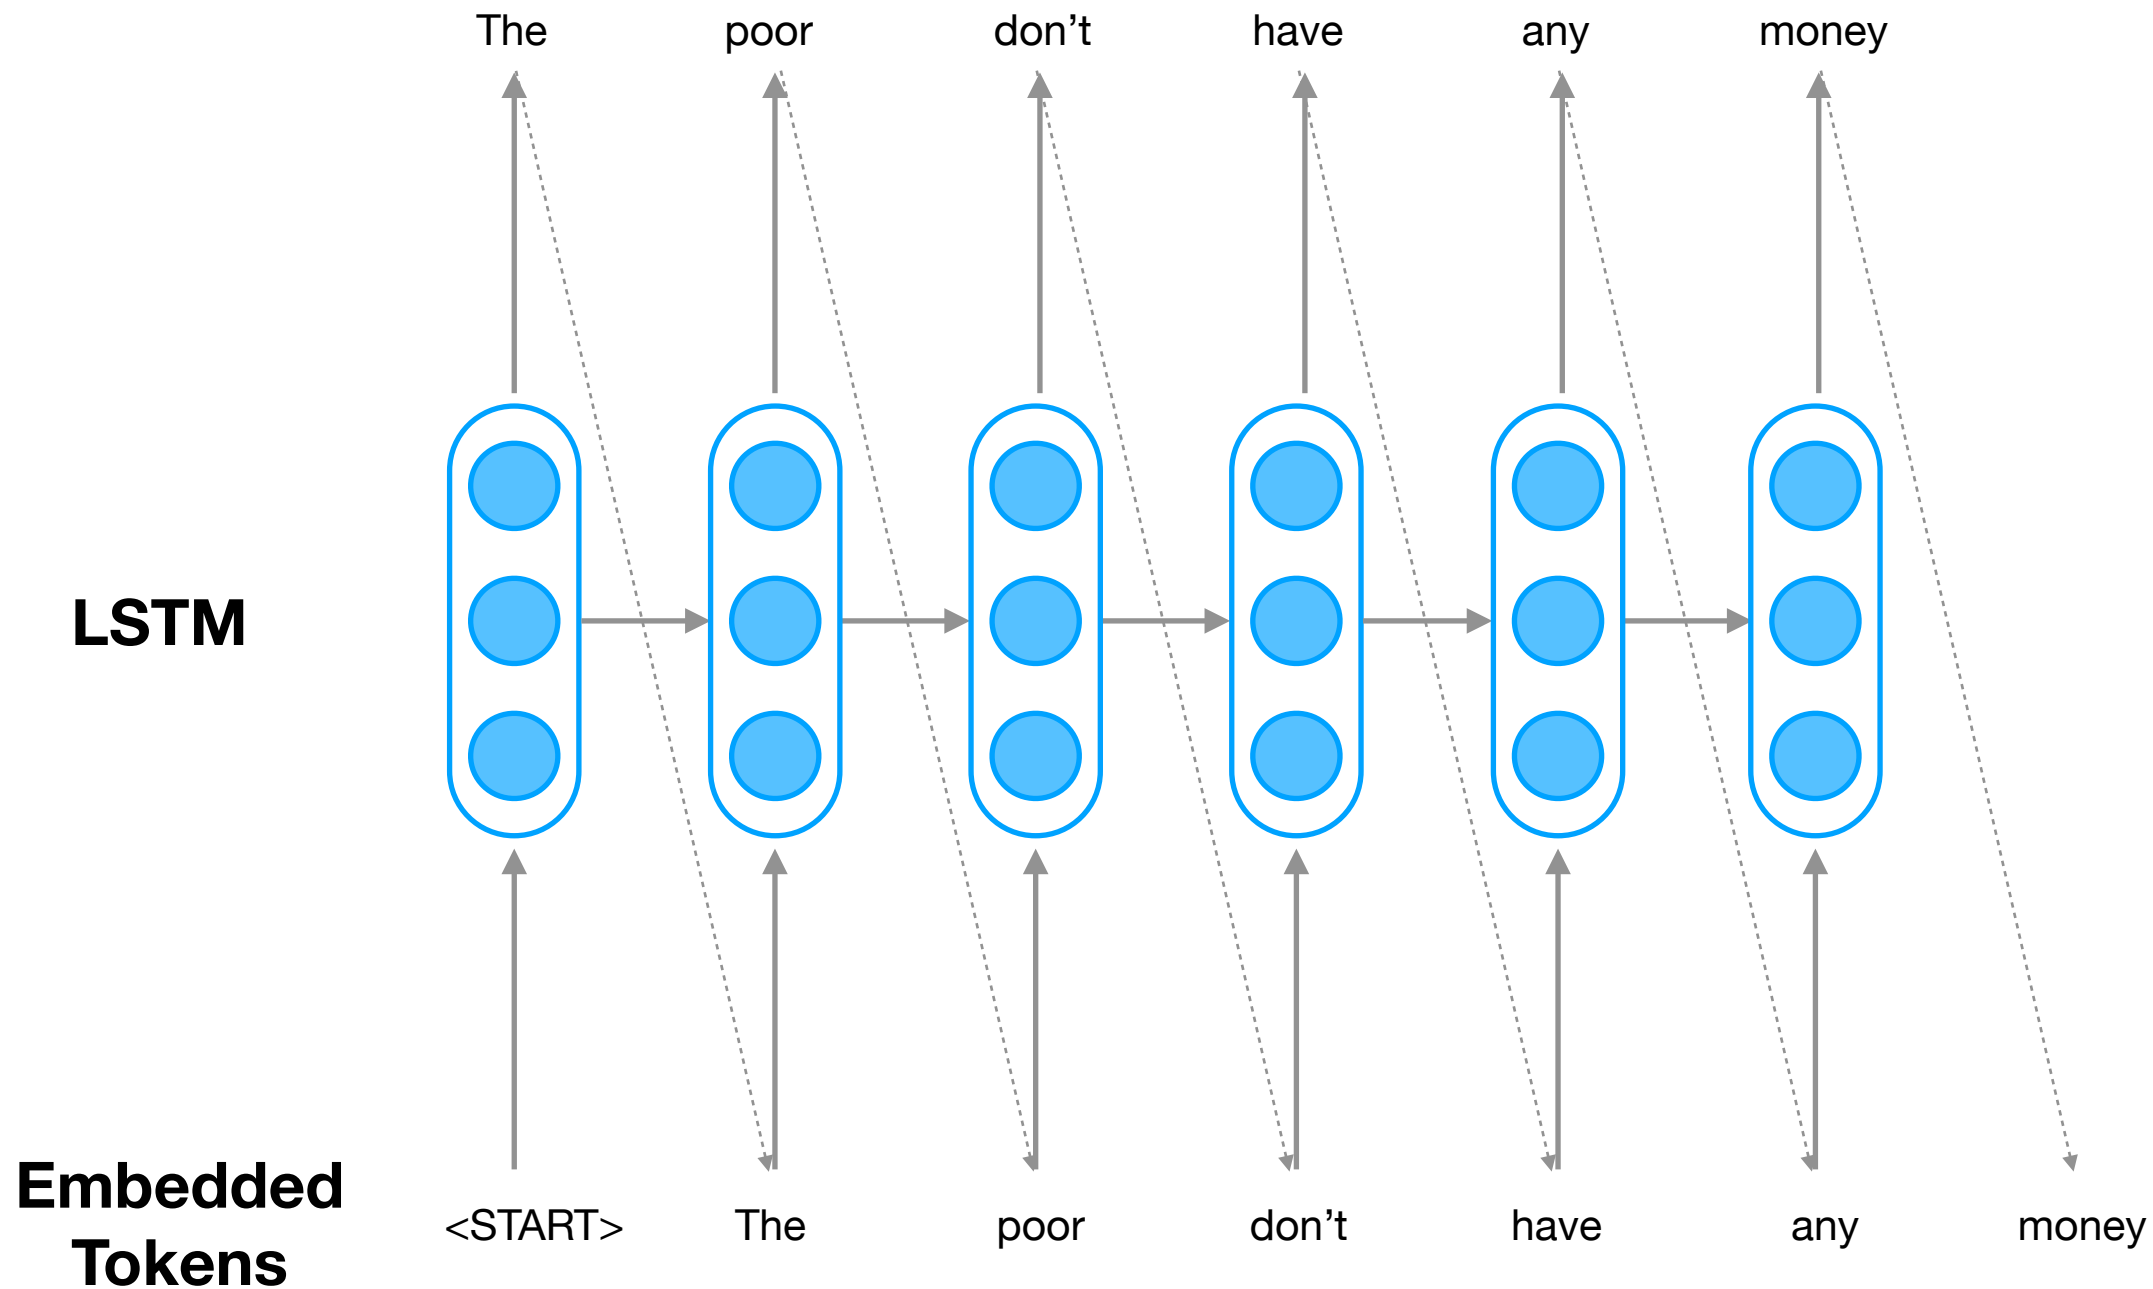 The poor don’t have any money
LSTM
Embedded
Tokens
<START> The poor don’t have any money